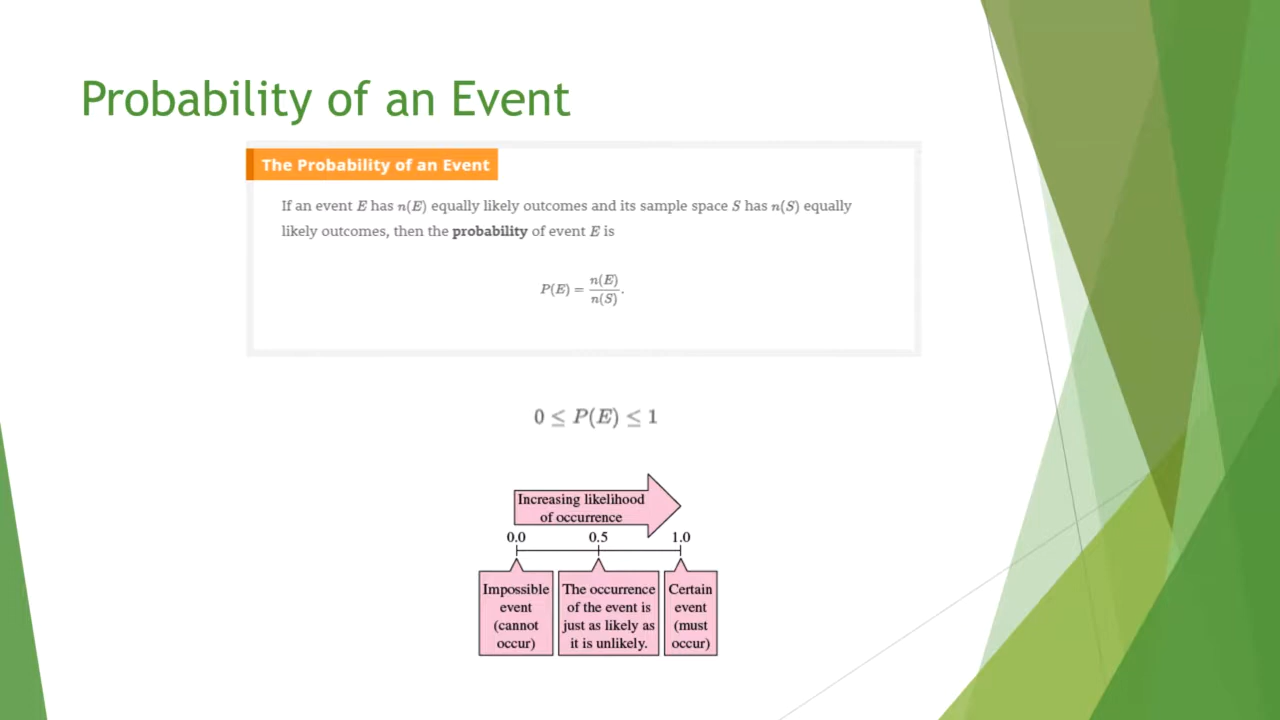 Probability of an Event
The Probability of an Event
If an event E has n(E) equally likely outcomes and its sample space S has n(S) equally
likely outcomes, then the probability of event E is
P(E) = n(E)/n(S).
0 ≤ P(E) ≤ 1
Increasing likelihood
of occurrence
0.0 0.5 1.0
Impossible
event
(cannot
occur)
The occurrence
of the event is
just as likely as
it is unlikely.
Certain
event
(must
occur)